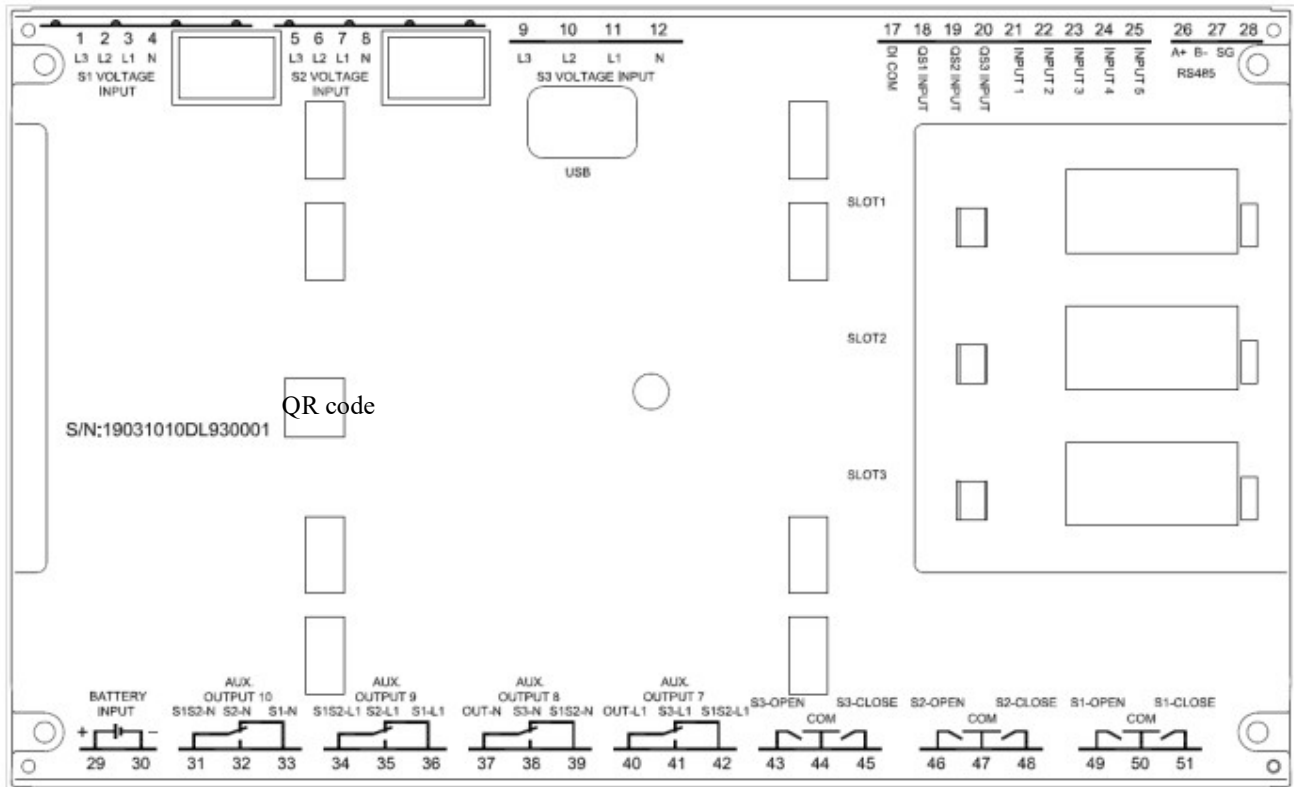 1 2 3 4
L3 L2 L1 N
S1 VOLTAGE
INPUT
5 6 7 8
L3 L2 L1 N
S2 VOLTAGE
INPUT
9 10 11 12
L3 L2 L1 N
S3 VOLTAGE INPUT
USB
17 18 19 20 21 22 23 24 25
DI COM
QS1 INPUT
QS2 INPUT
QS3 INPUT
INPUT 1
INPUT 2
INPUT 3
INPUT 4
INPUT 5
26 27 28
A+ B- SG
RS485
SLOT1
SLOT2
SLOT3
QR code
S/N:19031010DL930001
BATTERY
INPUT
+ −
29 30
AUX.
OUTPUT 10
S1S2-N S2-N S1-N
31 32 33
AUX.
OUTPUT 9
S1S2-L1 S2-L1 S1-L1
34 35 36
AUX.
OUTPUT 8
OUT-N S3-N S1S2-N
37 38 39
AUX.
OUTPUT 7
OUT-L1 S3-L1 S1S2-L1
40 41 42
S3-OPEN S3-CLOSE
COM
43 44 45
S2-OPEN S2-CLOSE
COM
46 47 48
S1-OPEN S1-CLOSE
COM
49 50 51